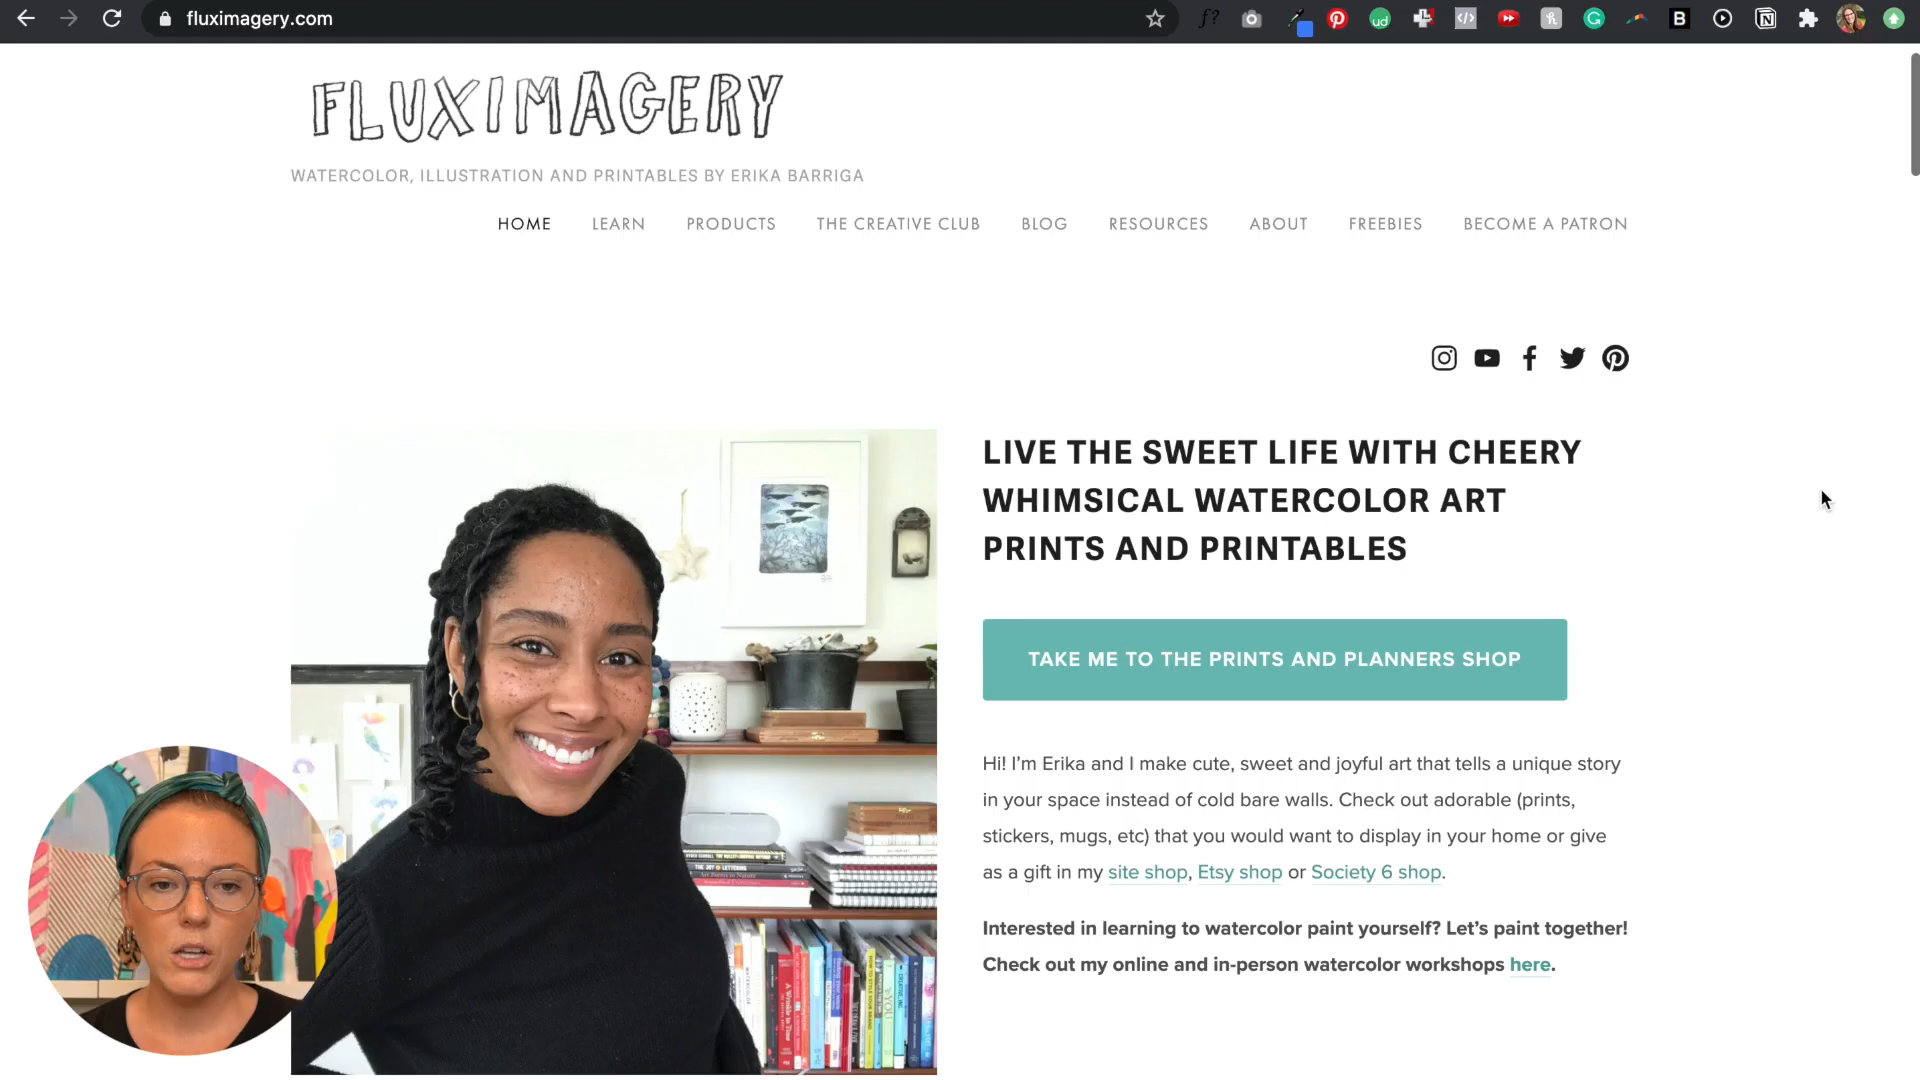 fluximagery.com
FLUXIMAGERY
WATERCOLOR, ILLUSTRATION AND PRINTABLES BY ERIKA BARRIGA
HOME LEARN PRODUCTS THE CREATIVE CLUB BLOG RESOURCES ABOUT FREEBIES BECOME A PATRON
LIVE THE SWEET LIFE WITH CHEERY
WHIMSICAL WATERCOLOR ART
PRINTS AND PRINTABLES
TAKE ME TO THE PRINTS AND PLANNERS SHOP
Hi! I’m Erika and I make cute, sweet and joyful art that tells a unique story
in your space instead of cold bare walls. Check out adorable (prints,
stickers, mugs, etc) that you would want to display in your home or give
as a gift in my site shop, Etsy shop or Society 6 shop.
Interested in learning to watercolor paint yourself? Let’s paint together!
Check out my online and in-person watercolor workshops here.